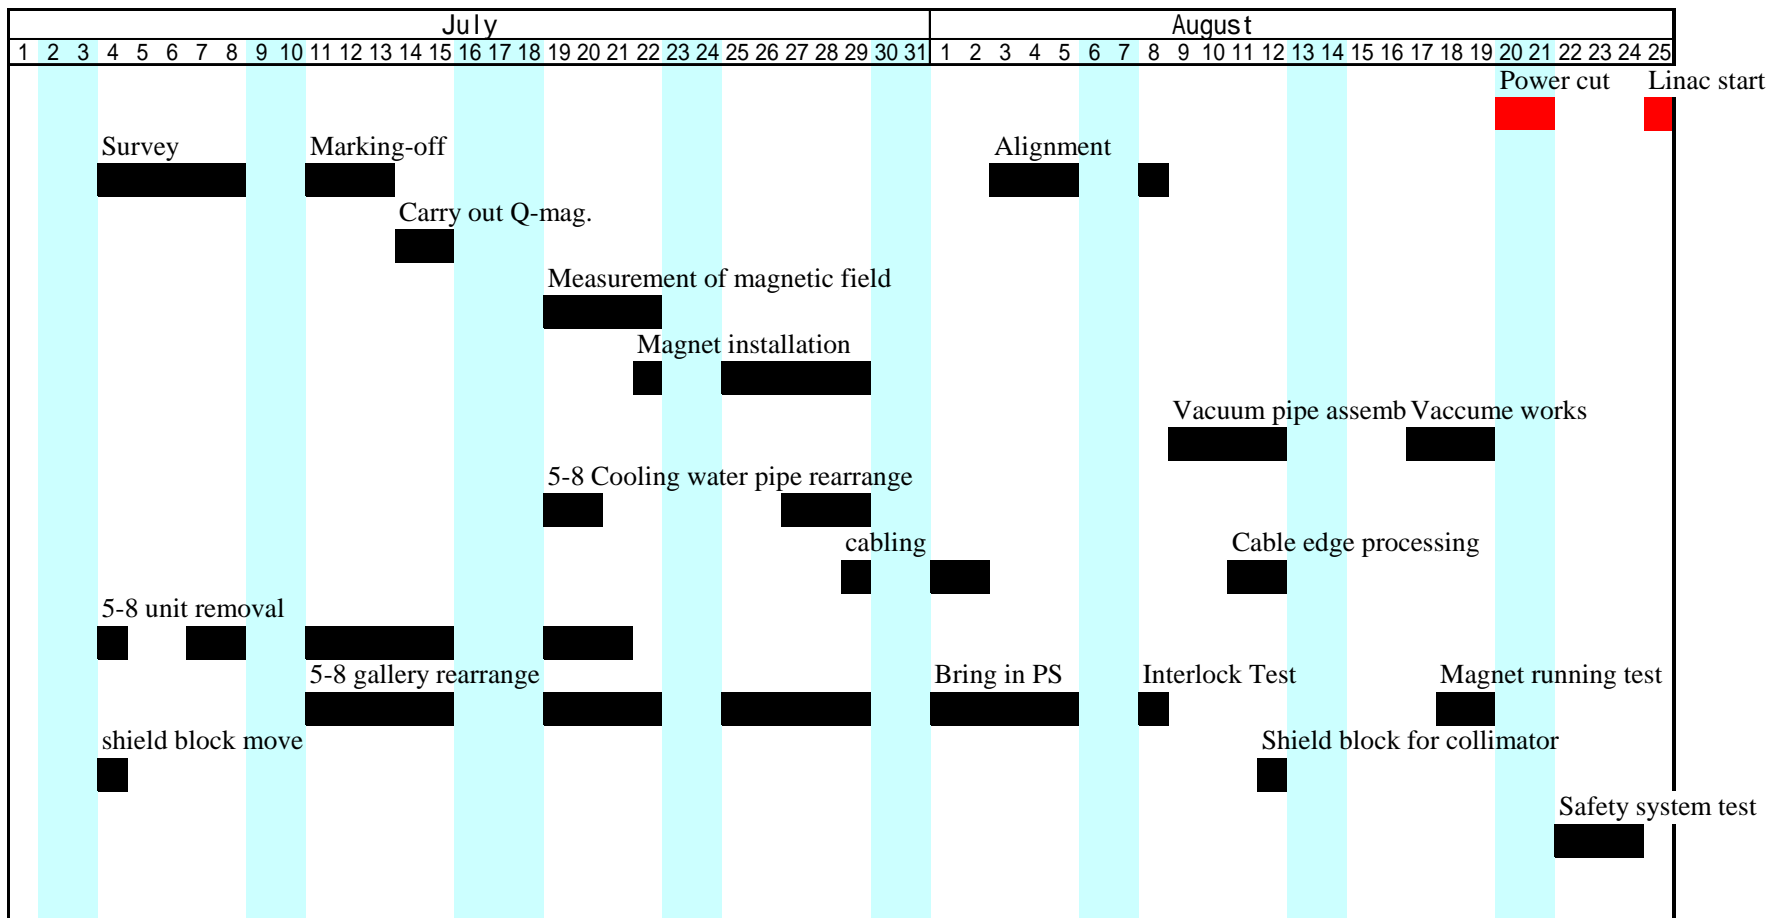 July August
1 2 3 4 5 6 7 8 9 10 11 12 13 14 15 16 17 18 19 20 21 22 23 24 25 26 27 28 29 30 31 1 2 3 4 5 6 7 8 9 10 11 12 13 14 15 16 17 18 19 20 21 22 23 24 25
Power cut Linac start
Survey Marking-off Alignment
Carry out Q-mag.
Measurement of magnetic field
Magnet installation
Vacuum pipe assemb Vaccume works
5-8 Cooling water pipe rearrange
cabling Cable edge processing
5-8 unit removal
5-8 gallery rearrange Bring in PS Interlock Test Magnet running test
shield block move Shield block for collimator
Safety system test